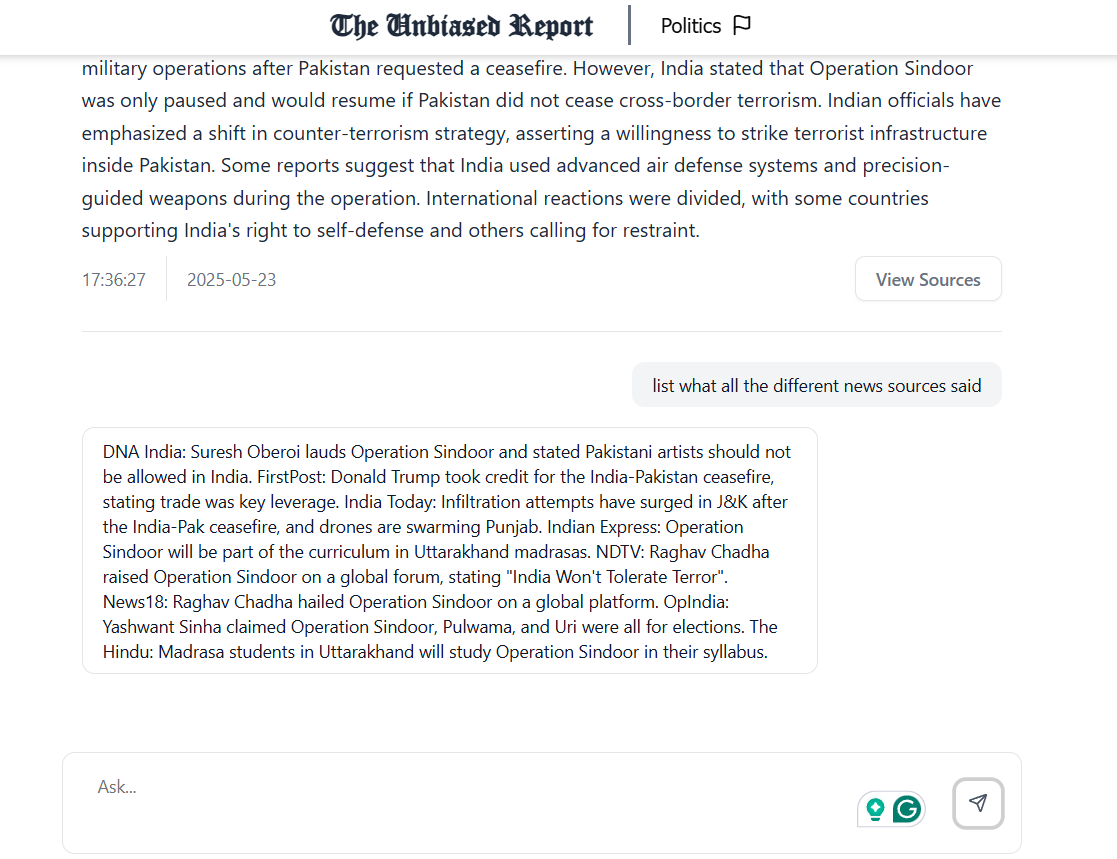 The Unbiased Report
Politics
military operations after Pakistan requested a ceasefire. However, India stated that Operation Sindoor
was only paused and would resume if Pakistan did not cease cross-border terrorism. Indian officials have
emphasized a shift in counter-terrorism strategy, asserting a willingness to strike terrorist infrastructure
inside Pakistan. Some reports suggest that India used advanced air defense systems and precision-
guided weapons during the operation. International reactions were divided, with some countries
supporting India's right to self-defense and others calling for restraint.
17:36:27
2025-05-23
View Sources
list what all the different news sources said
DNA India: Suresh Oberoi lauds Operation Sindoor and stated Pakistani artists should not
be allowed in India. FirstPost: Donald Trump took credit for the India-Pakistan ceasefire,
stating trade was key leverage. India Today: Infiltration attempts have surged in J&K after
the India-Pak ceasefire, and drones are swarming Punjab. Indian Express: Operation
Sindoor will be part of the curriculum in Uttarakhand madrasas. NDTV: Raghav Chadha
raised Operation Sindoor on a global forum, stating "India Won't Tolerate Terror".
News18: Raghav Chadha hailed Operation Sindoor on a global platform. OpIndia:
Yashwant Sinha claimed Operation Sindoor, Pulwama, and Uri were all for elections. The
Hindu: Madrasa students in Uttarakhand will study Operation Sindoor in their syllabus.
Ask...